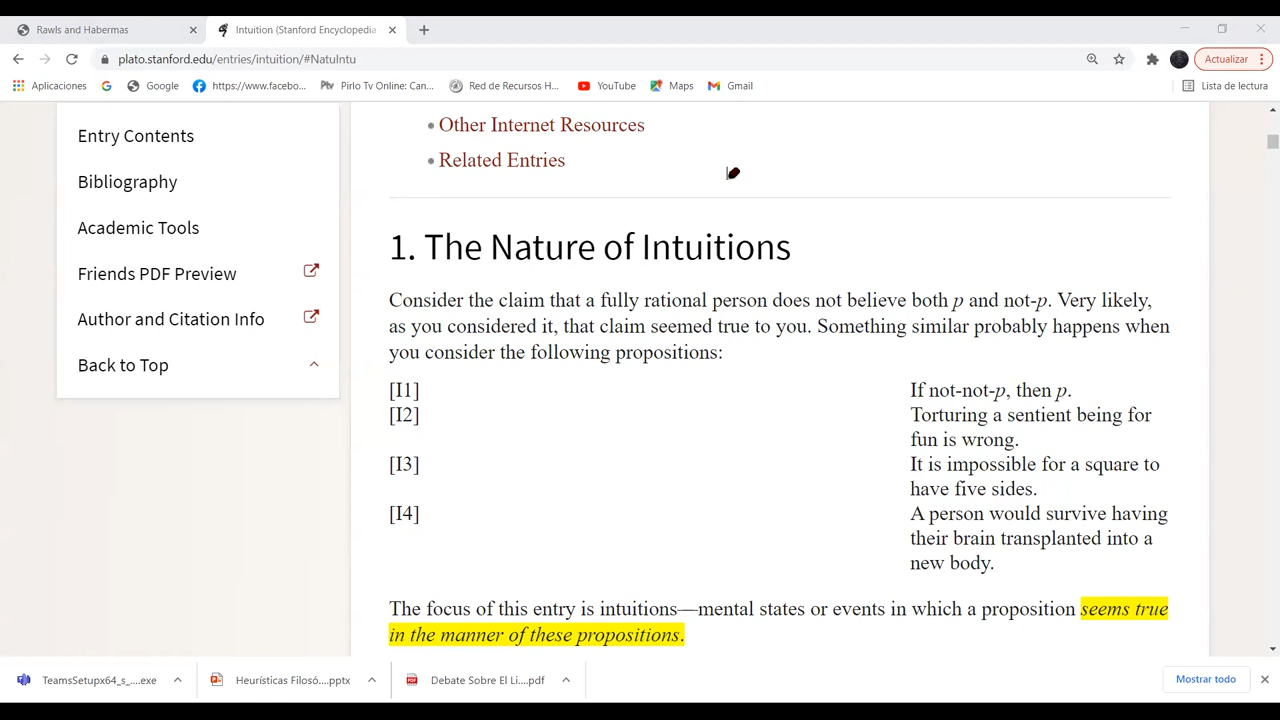 Rawls and Habermas
Intuition (Stanford Encyclopedia
plato.stanford.edu/entries/intuition/#NatuIntu
Actualizar
Aplicaciones
Google
https://www.facebo...
Pirlo Tv Online: Can...
Red de Recursos H...
YouTube
Maps
Gmail
Lista de lectura
Entry Contents
Bibliography
Academic Tools
Friends PDF Preview
Author and Citation Info
Back to Top
Other Internet Resources
Related Entries
1. The Nature of Intuitions
Consider the claim that a fully rational person does not believe both p and not-p. Very likely,
as you considered it, that claim seemed true to you. Something similar probably happens when
you consider the following propositions:
[I1] If not-not-p, then p.
[I2] Torturing a sentient being for
fun is wrong.
[I3] It is impossible for a square to
have five sides.
[I4] A person would survive having
their brain transplanted into a
new body.
The focus of this entry is intuitions—mental states or events in which a proposition seems true
in the manner of these propositions.
TeamsSetupx64_s_....exe
Heurísticas Filosó....pptx
Debate Sobre El Li....pdf
Mostrar todo